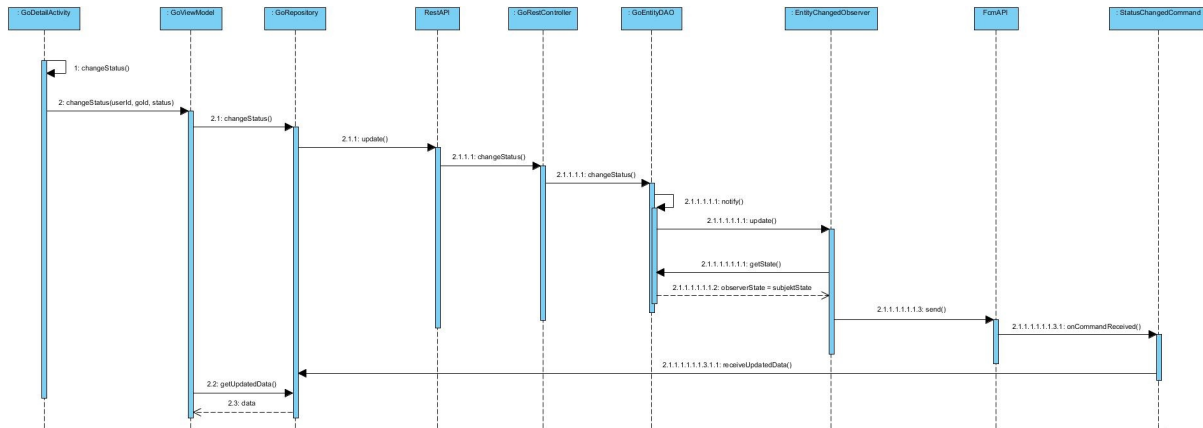 : GoDetailActivity
: GoViewModel
: GoRepository
RestAPI
: GoRestController
: GoEntityDAO
: EntityChangedObserver
FcmAPI
: StatusChangedCommand
1: changeStatus()
2: changeStatus(userId, goId, status)
2.1: changeStatus()
2.1.1: update()
2.1.1.1: changeStatus()
2.1.1.1.1: changeStatus()
2.1.1.1.1.1: notify()
2.1.1.1.1.1.1: update()
2.1.1.1.1.1.1.1: getState()
2.1.1.1.1.1.1.2: observerState = subjektState
2.1.1.1.1.1.1.3: send()
2.1.1.1.1.1.1.3.1: onCommandReceived()
2.1.1.1.1.1.1.3.1.1: receiveUpdatedData()
2.2: getUpdatedData()
2.3: data